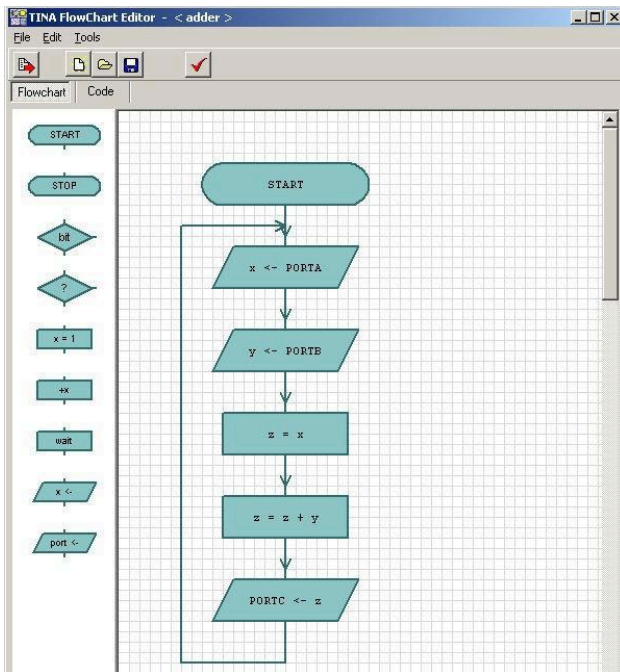 TINA FlowChart Editor - < adder >
File Edit Tools
Flowchart Code
START
STOP
bit
?
x = 1
+x
wait
x <-
port <-
START
x <- PORTA
y <- PORTB
z = x
z = z + y
PORTC <- z